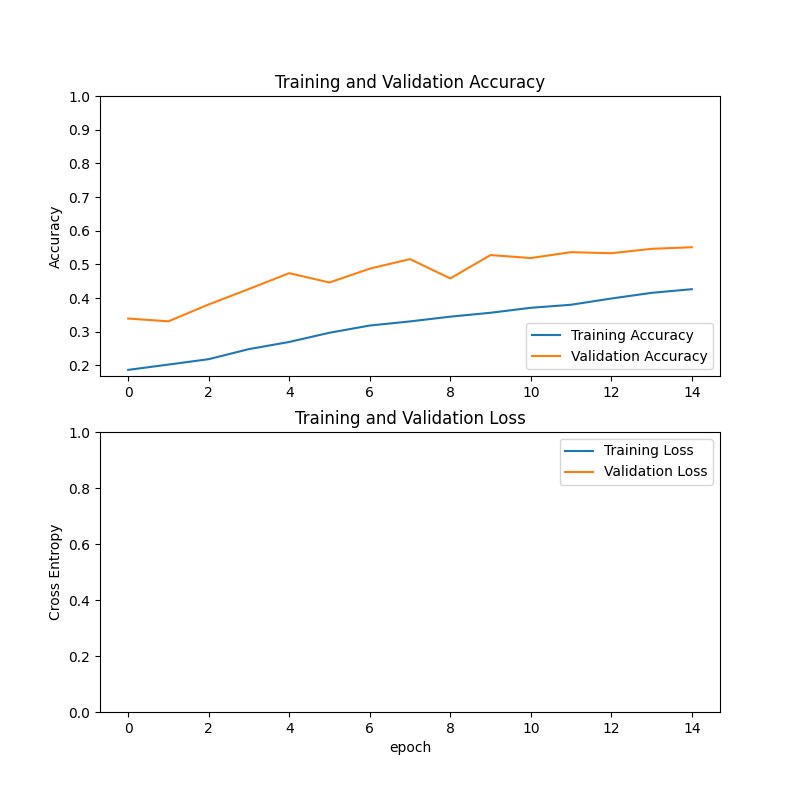 Training and Validation Accuracy
1.0
0.9
0.8
0.7
0.6
0.5
0.4
0.3
0.2
Accuracy
Training Accuracy
Validation Accuracy
0 2 4 6 8 10 12 14
Training and Validation Loss
1.0
0.8
0.6
0.4
0.2
0.0
Cross Entropy
Training Loss
Validation Loss
0 2 4 6 8 10 12 14
epoch